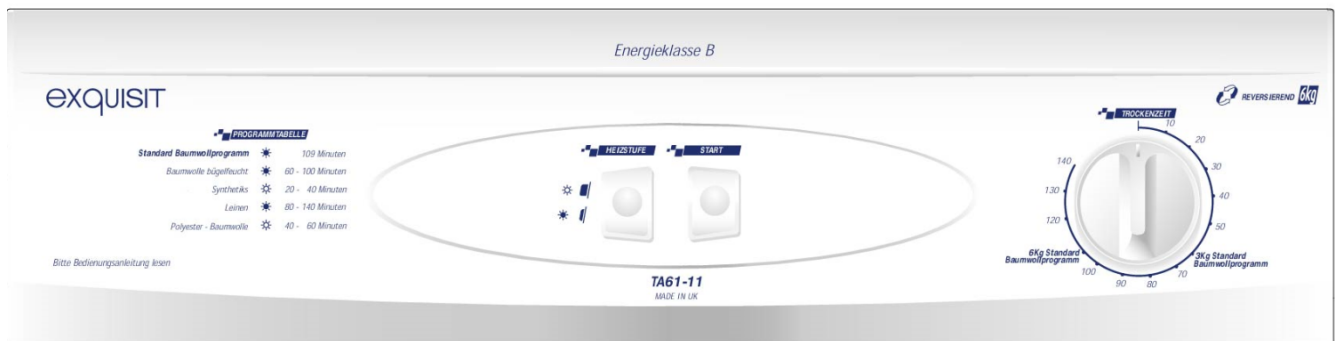 Energieklasse B
exquisit
REVERSIEREND 6kg
PROGRAMMTABELLE
Standard Baumwollprogramm 109 Minuten
Baumwolle bügelfeucht 60 - 100 Minuten
Synthetiks 20 - 40 Minuten
Leinen 80 - 140 Minuten
Polyester - Baumwolle 40 - 60 Minuten
Bitte Bedienungsanleitung lesen
HEIZSTUFE
START
TA61-11
MADE IN UK
TROCKENZEIT
10
20
30
40
50
3Kg Standard
Baumwollprogramm
70
80
90
100
6Kg Standard
Baumwollprogramm
120
130
140